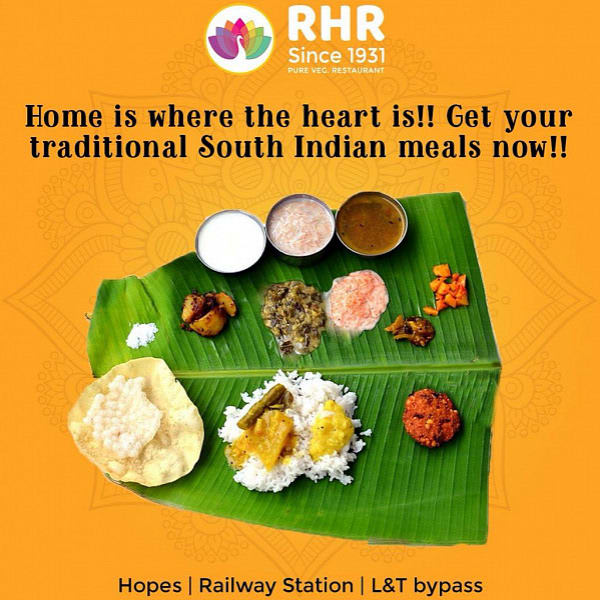 RHR
Since 1931
PURE VEG. RESTAURANT
Home is where the heart is!! Get your
traditional South Indian meals now!!
Hopes | Railway Station | L&T bypass